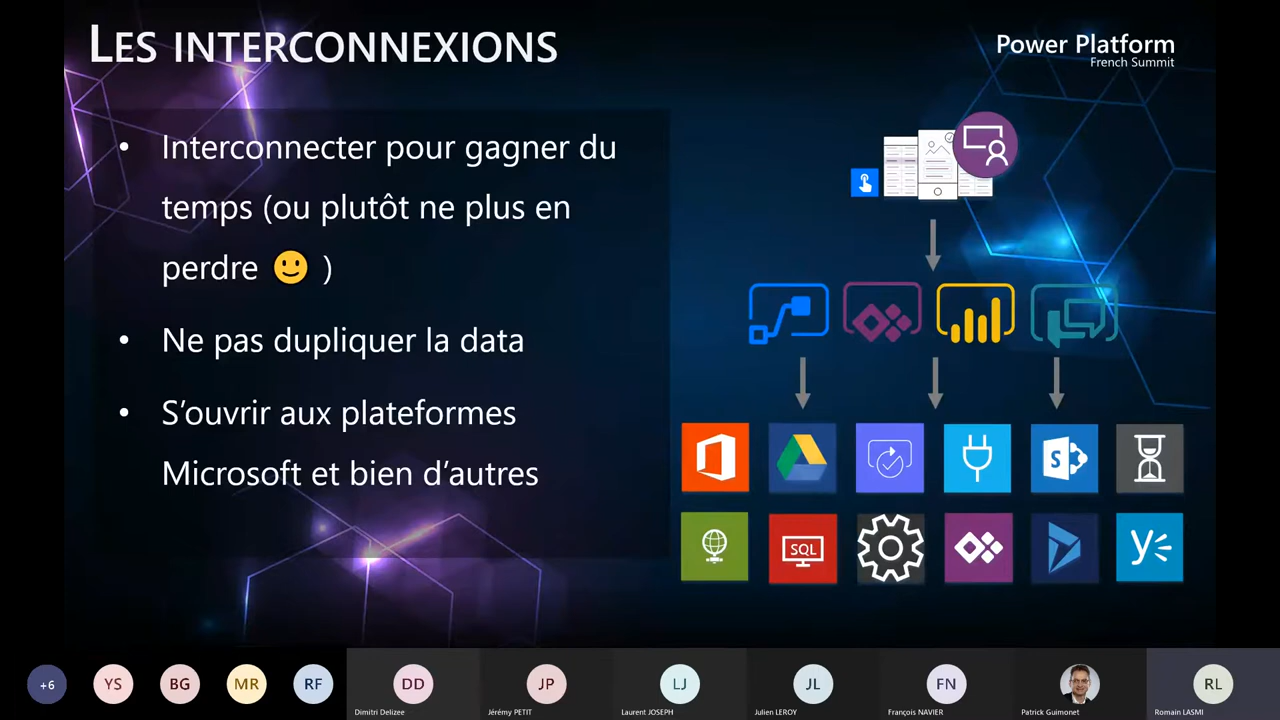 LES INTERCONNEXIONS
Power Platform
French Summit
• Interconnecter pour gagner du
temps (ou plutôt ne plus en
perdre 🙂 )
• Ne pas dupliquer la data
• S’ouvrir aux plateformes
Microsoft et bien d’autres
S
SQL
y
+6
YS
BG
MR
RF
DD
JP
LJ
JL
FN
RL
Dimitri Delizee
Jérémy PETIT
Laurent JOSEPH
Julien LEROY
François NAVIER
Patrick Guimonet
Romain LASMI